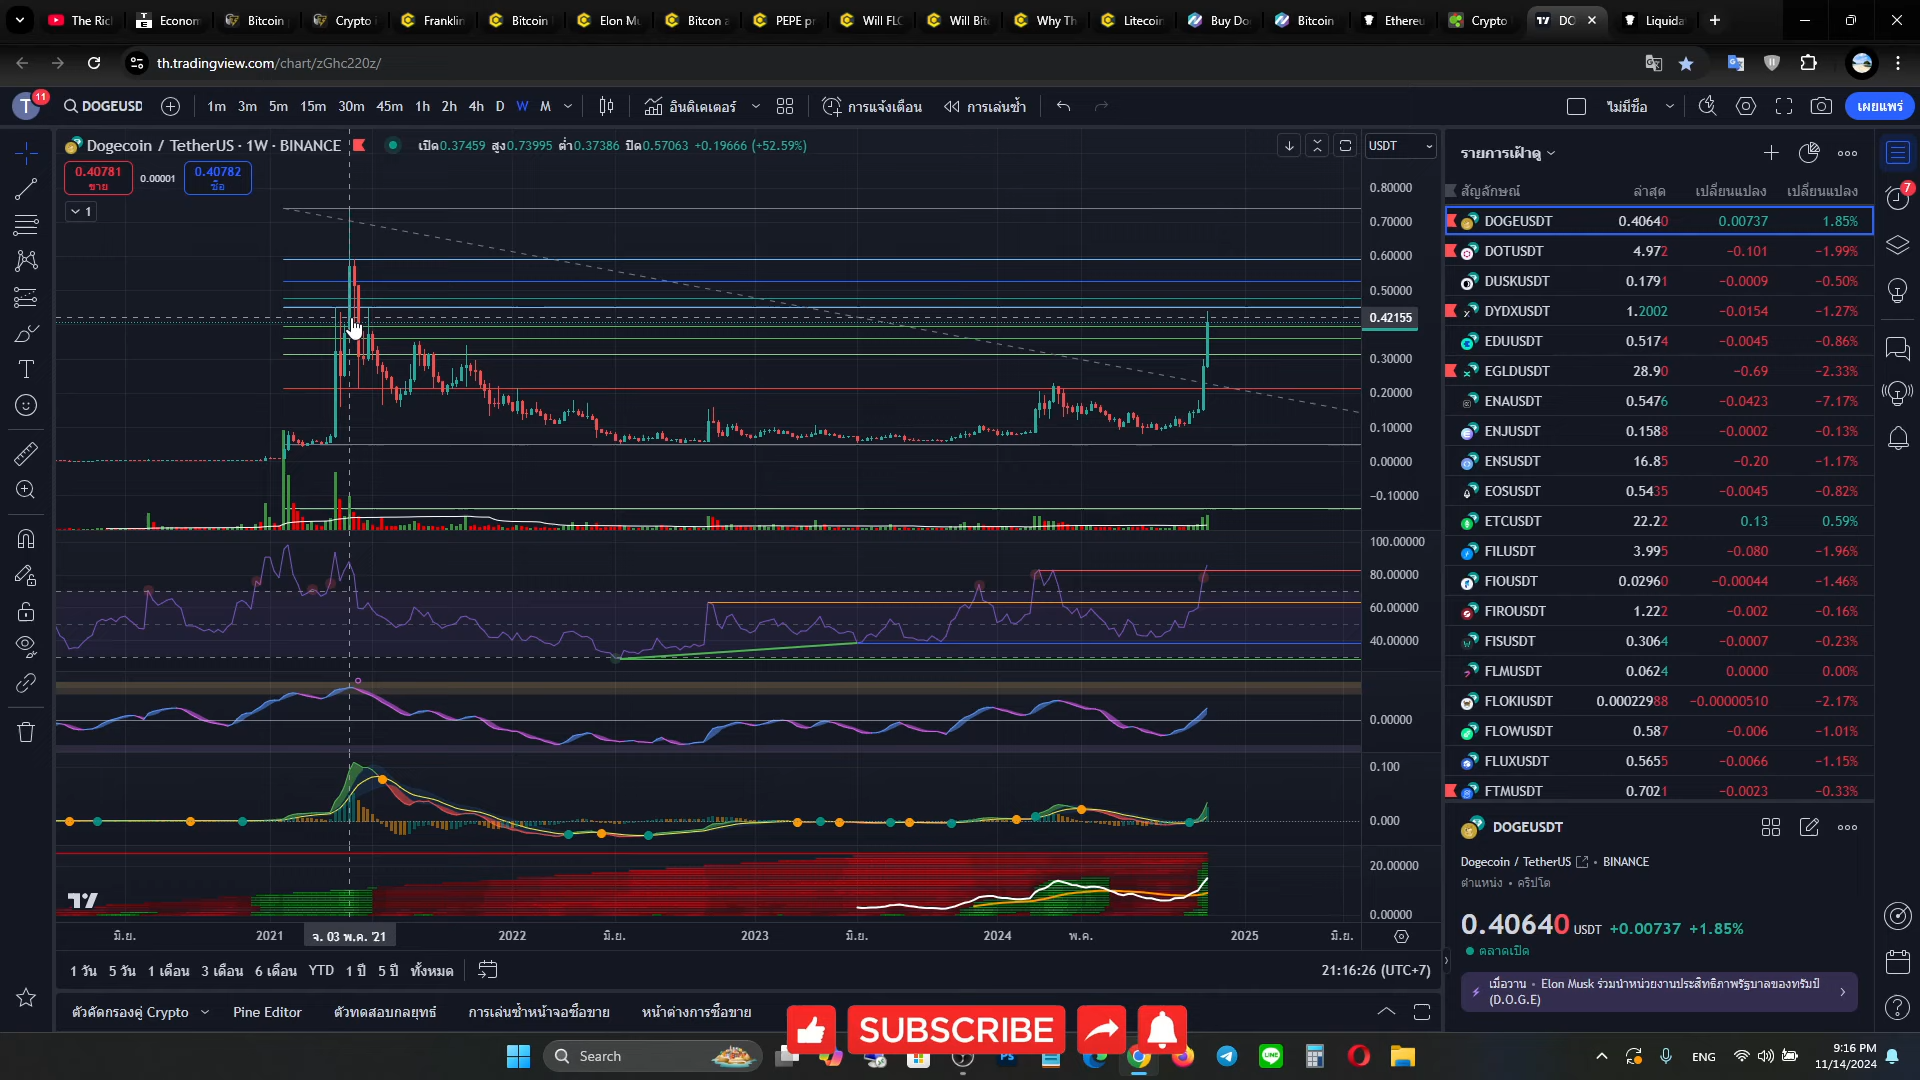 The Ric
Econom
Bitcoin
Crypto i
Franklin
Bitcoin
Elon Mu
Bitcon a
PEPE pr
Will FLO
Will Bit
Why Th
Litecoin
Buy Do
Bitcoin
Ethereu
Crypto
DO
Liquida
th.tradingview.com/chart/zGhc220z/
T 11 DOGEUSD 1m 3m 5m 15m 30m 45m 1h 2h 4h D W M อินดิเคเตอร์ การแจ้งเตือน การเล่นซ้ำ ไม่มีชื่อ เผยแพร่
Dogecoin / TetherUS · 1W · BINANCE เปิด0.37459 สูง0.73995 ต่ำ0.37386 ปิด0.57063 +0.19666 (+52.59%)
USDT
0.40781 ขาย
0.00001
0.40782 ซื้อ
1
0.80000
0.70000
0.60000
0.50000
0.42155
0.30000
0.20000
0.10000
0.00000
−0.10000
100.00000
80.00000
60.00000
40.00000
0.00000
0.100
0.000
20.00000
0.00000
มิ.ย. 2021 จ. 03 พ.ค. '21 2022 มิ.ย. 2023 มิ.ย. 2024 พ.ค. 2025 มิ.ย.
1 วัน 5 วัน 1 เดือน 3 เดือน 6 เดือน YTD 1 ปี 5 ปี ทั้งหมด
21:16:26 (UTC+7)
ตัวคัดกรองคู่ Crypto Pine Editor ตัวทดสอบกลยุทธ์ การเล่นซ้ำหน้าจอซื้อขาย หน้าต่างการซื้อขาย
รายการเฝ้าดู
สัญลักษณ์ ล่าสุด เปลี่ยนแปลง เปลี่ยนแปลง
DOGEUSDT 0.40640 0.00737 1.85%
DOTUSDT 4.972 −0.101 −1.99%
DUSKUSDT 0.1791 −0.0009 −0.50%
DYDXUSDT 1.2002 −0.0154 −1.27%
EDUUSDT 0.5174 −0.0045 −0.86%
EGLDUSDT 28.90 −0.69 −2.33%
ENAUSDT 0.5476 −0.0423 −7.17%
ENJUSDT 0.1588 −0.0002 −0.13%
ENSUSDT 16.85 −0.20 −1.17%
EOSUSDT 0.5435 −0.0045 −0.82%
ETCUSDT 22.22 0.13 0.59%
FILUSDT 3.995 −0.080 −1.96%
FIOUSDT 0.02960 −0.00044 −1.46%
FIROUSDT 1.222 −0.002 −0.16%
FISUSDT 0.3064 −0.0007 −0.23%
FLMUSDT 0.0624 0.0000 0.00%
FLOKIUSDT 0.00022988 −0.00000510 −2.17%
FLOWUSDT 0.587 −0.006 −1.01%
FLUXUSDT 0.5655 −0.0066 −1.15%
FTMUSDT 0.7021 −0.0023 −0.33%
7
DOGEUSDT
Dogecoin / TetherUS • BINANCE
ตำแหน่ง • คริปโต
0.40640 USDT +0.00737 +1.85%
ตลาดเปิด
เมื่อวาน • Elon Musk ร่วมนำหน่วยงานประสิทธิภาพรัฐบาลของทรัมป์
(D.O.G.E)
SUBSCRIBE
Search
ENG
9:16 PM
11/14/2024